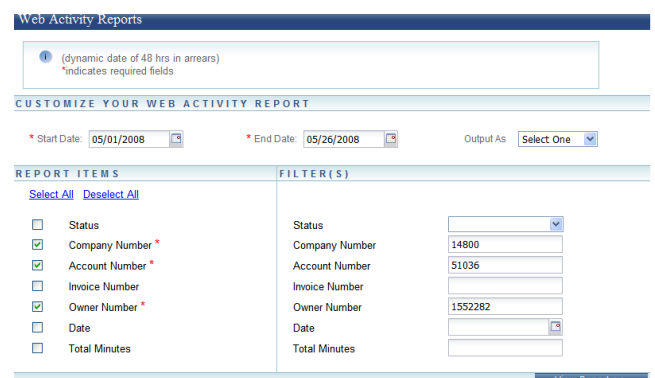 Web Activity Reports
(dynamic date of 48 hrs in arrears)
*indicates required fields
CUSTOMIZE YOUR WEB ACTIVITY REPORT
* Start Date: 05/01/2008 * End Date: 05/26/2008 Output As Select One
REPORT ITEMS FILTER(S)
Select All Deselect All
Status Status
Company Number * Company Number 14800
Account Number * Account Number 51036
Invoice Number Invoice Number
Owner Number * Owner Number 1552282
Date Date
Total Minutes Total Minutes